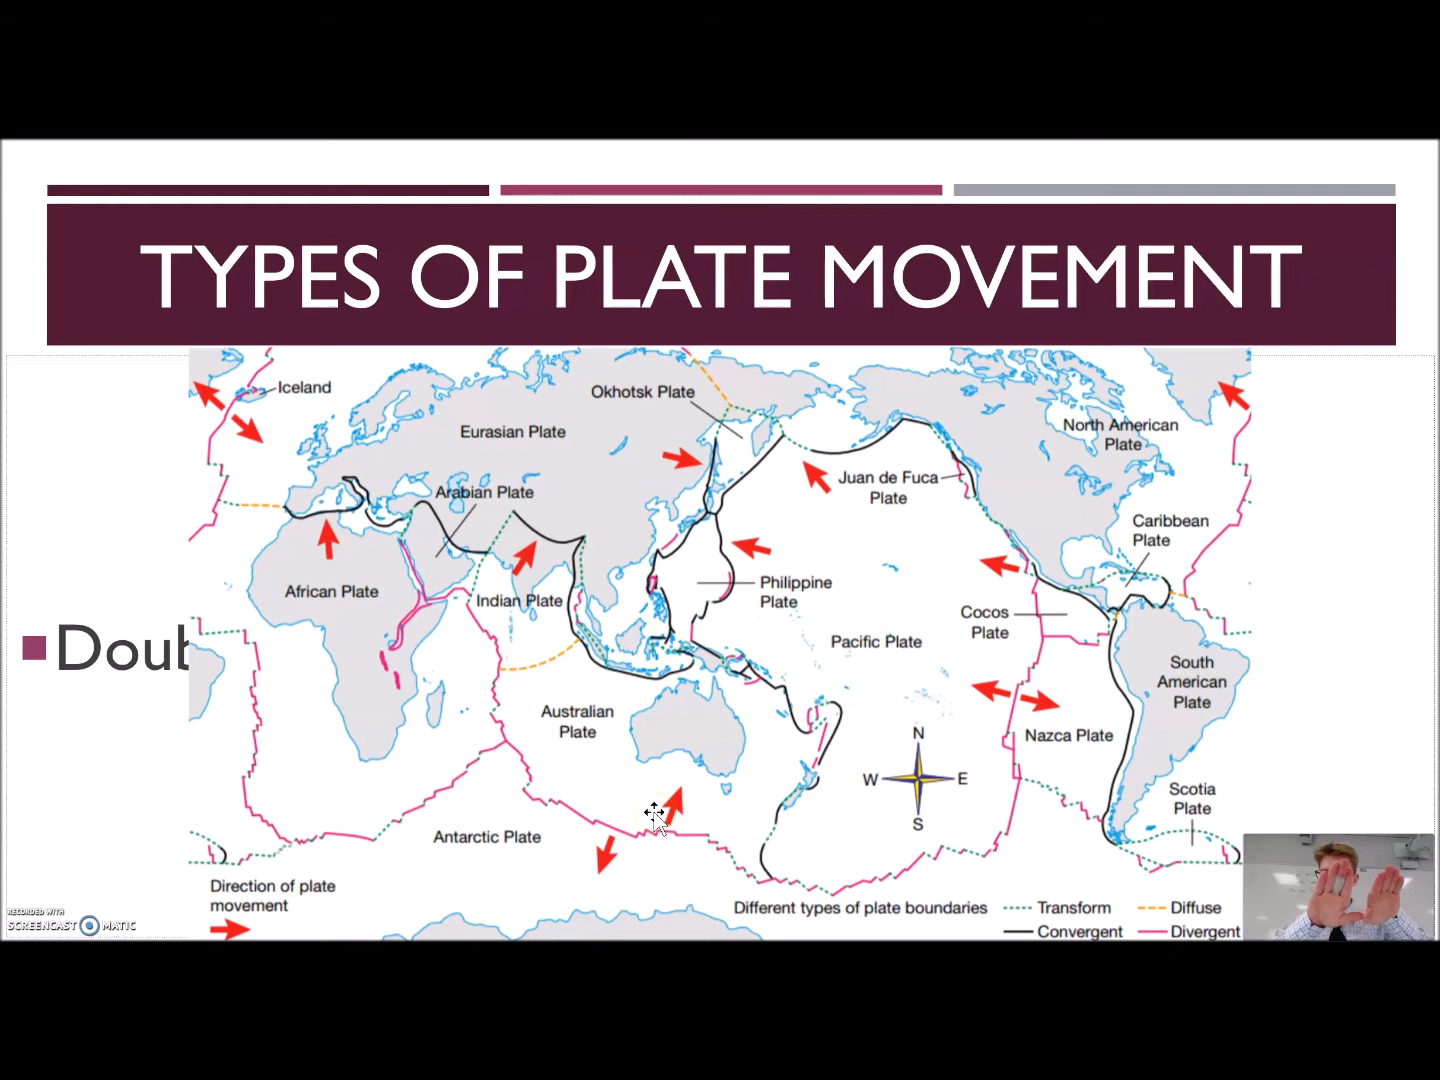 TYPES OF PLATE MOVEMENT
Iceland
Okhotsk Plate
Eurasian Plate
North American
Plate
Arabian Plate
Juan de Fuca
Plate
Caribbean
Plate
African Plate
Indian Plate
Philippine
Plate
Cocos
Plate
Pacific Plate
Doub
South
American
Plate
Australian
Plate
Nazca Plate
N
W
E
S
Scotia
Plate
Antarctic Plate
Direction of plate
movement
Different types of plate boundaries
Transform
Diffuse
Convergent
Divergent
RECORDED WITH
SCREENCAST MATIC